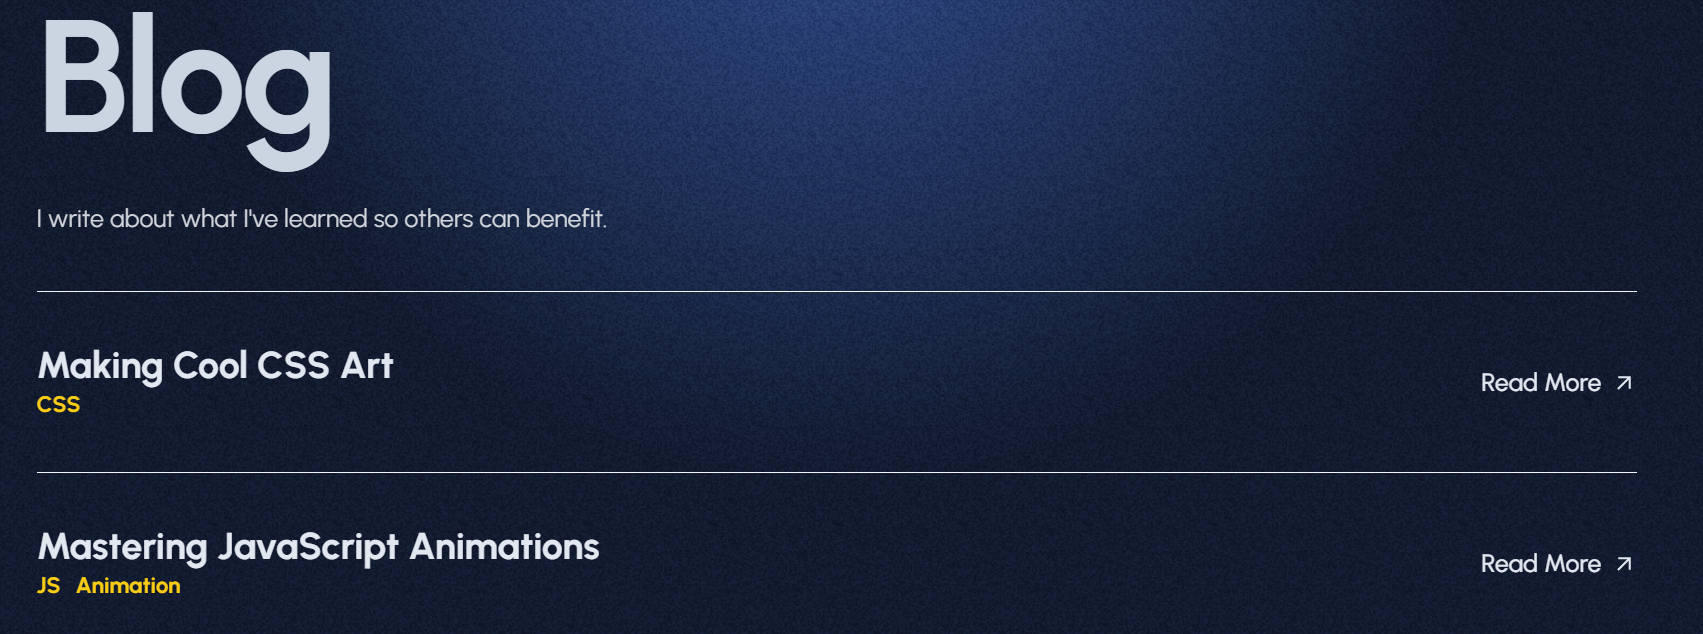 Blog
I write about what I've learned so others can benefit.
Making Cool CSS Art
CSS
Read More
Mastering JavaScript Animations
JS Animation
Read More